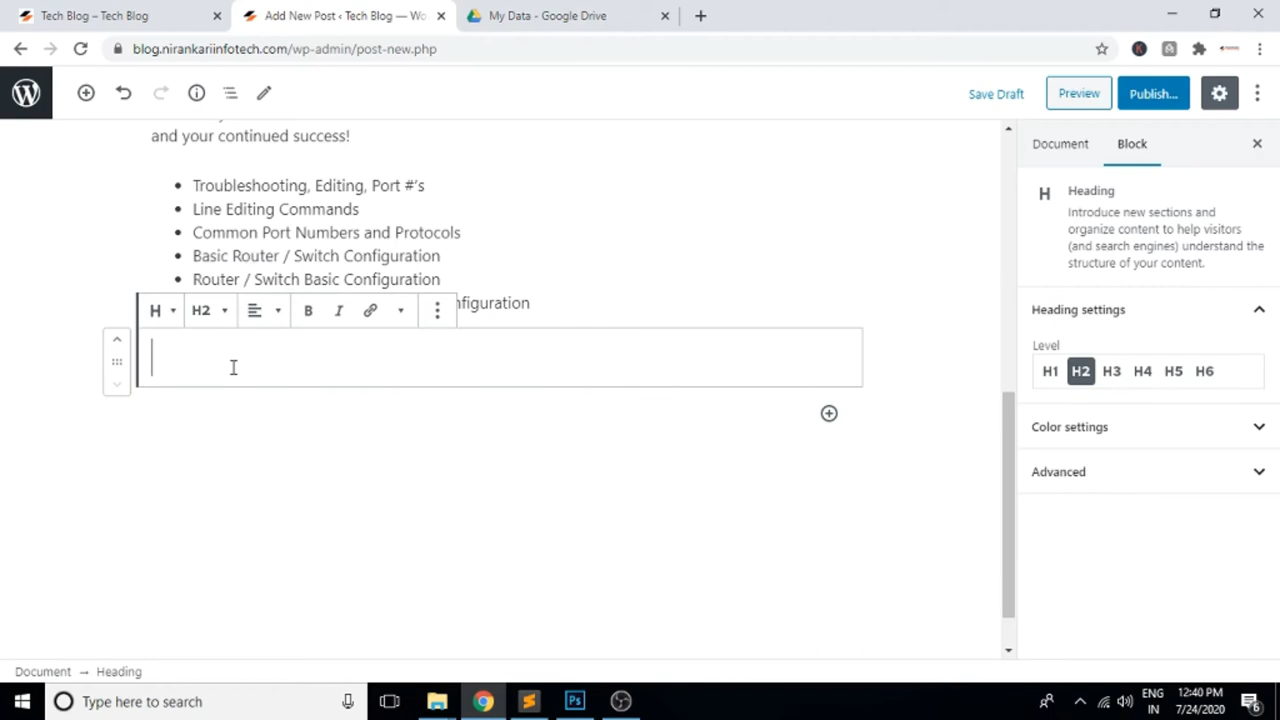 Tech Blog – Tech Blog
Add New Post ‹ Tech Blog — Wo
My Data - Google Drive
blog.nirankariinfotech.com/wp-admin/post-new.php
Save Draft
Preview
Publish...
and your continued success!
Troubleshooting, Editing, Port #'s
Line Editing Commands
Common Port Numbers and Protocols
Basic Router / Switch Configuration
Router / Switch Basic Configuration
nfiguration
H
H2
B
I
Document
Block
H
Heading
Introduce new sections and
organize content to help visitors
(and search engines) understand the
structure of your content.
Heading settings
Level
H1 H2 H3 H4 H5 H6
Color settings
Advanced
Document → Heading
Type here to search
Ps
ENG
IN
12:40 PM
7/24/2020
6